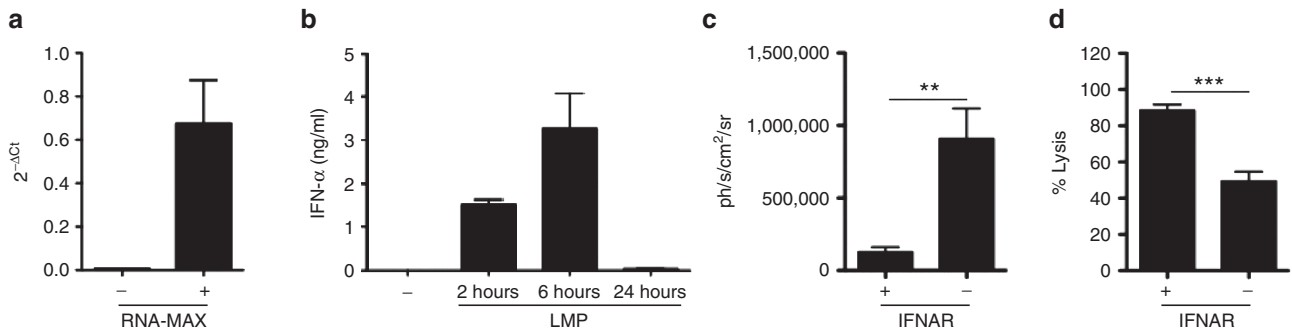 a
2−ΔCt
1.0
0.8
0.6
0.4
0.2
0.0
− +
RNA-MAX
b
IFN-α (ng/ml)
5
4
3
2
1
0
− 2 hours 6 hours 24 hours
LMP
c
ph/s/cm²/sr
1,500,000
1,000,000
500,000
0
**
+ −
IFNAR
d
% Lysis
120
100
80
60
40
20
0
***
+ −
IFNAR